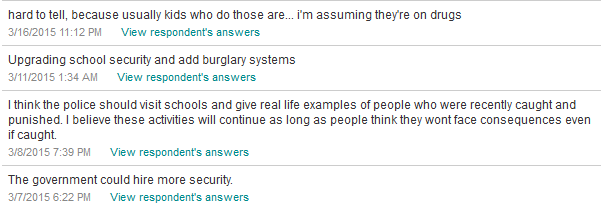 hard to tell, because usually kids who do those are... i'm assuming they're on drugs
3/16/2015 11:12 PM View respondent's answers
Upgrading school security and add burglary systems
3/11/2015 1:34 AM View respondent's answers
I think the police should visit schools and give real life examples of people who were recently caught and
punished. I believe these activities will continue as long as people think they wont face consequences even
if caught.
3/8/2015 7:39 PM View respondent's answers
The government could hire more security.
3/7/2015 6:22 PM View respondent's answers